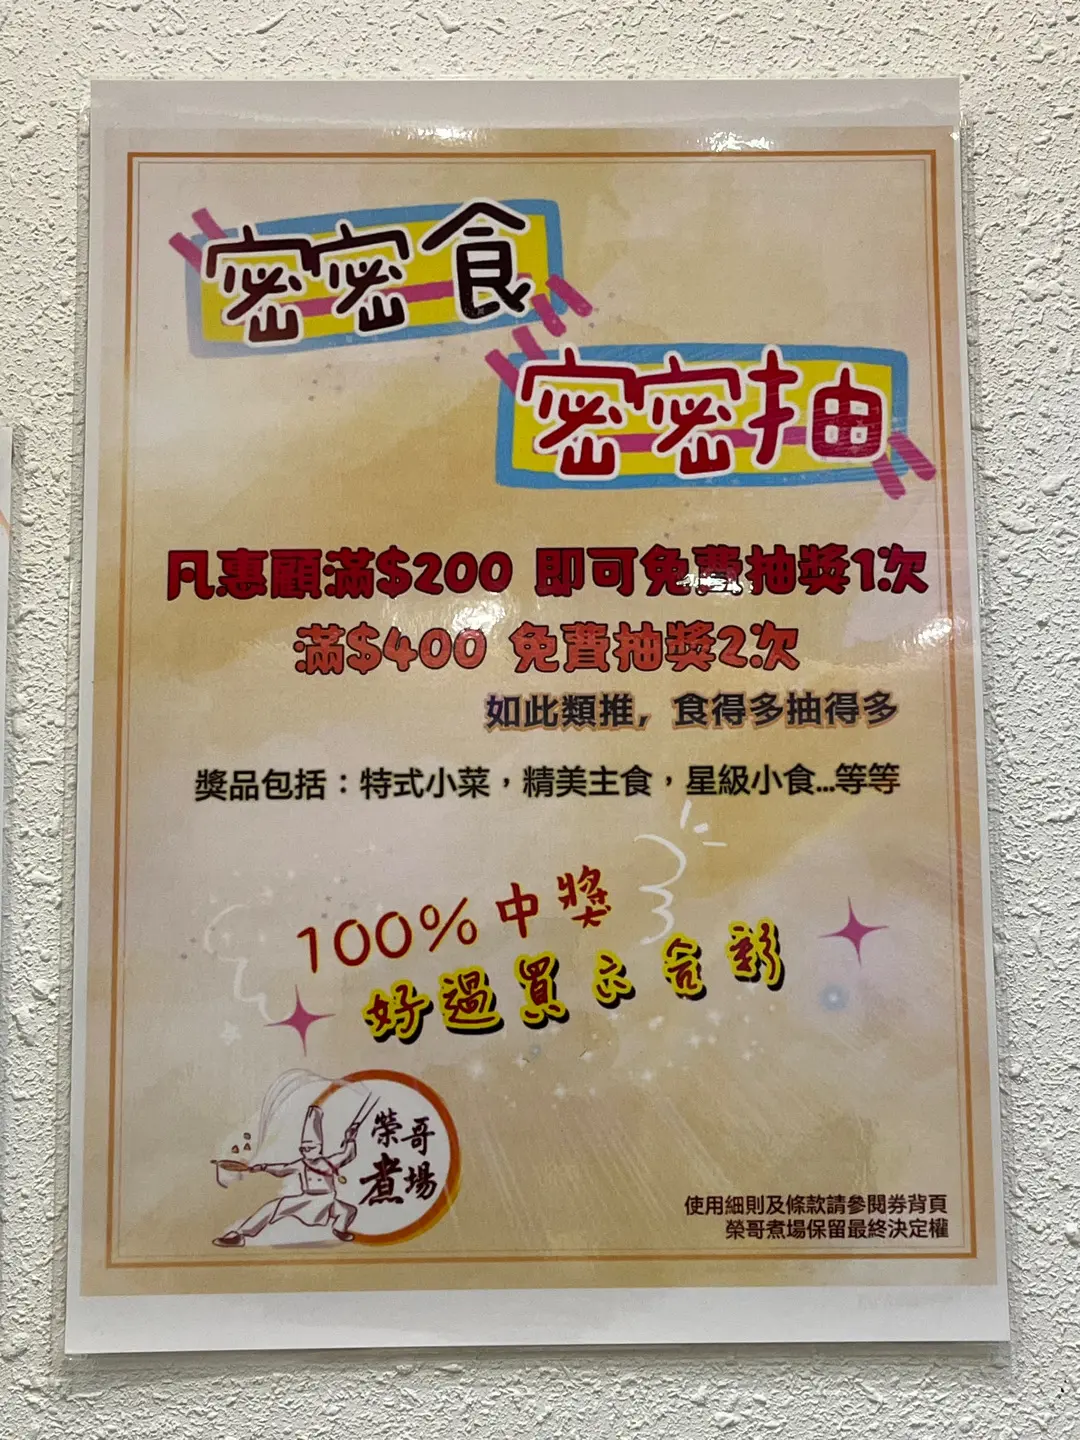 密密食
密密抽
凡惠顧滿$200 即可免費抽獎1次
滿$400 免費抽獎2次
如此類推，食得多抽得多
獎品包括：特式小菜，精美主食，星級小食...等等
100%中獎
好過買六合彩
榮哥
煮場
使用細則及條款請參閱券背頁
榮哥煮場保留最終決定權